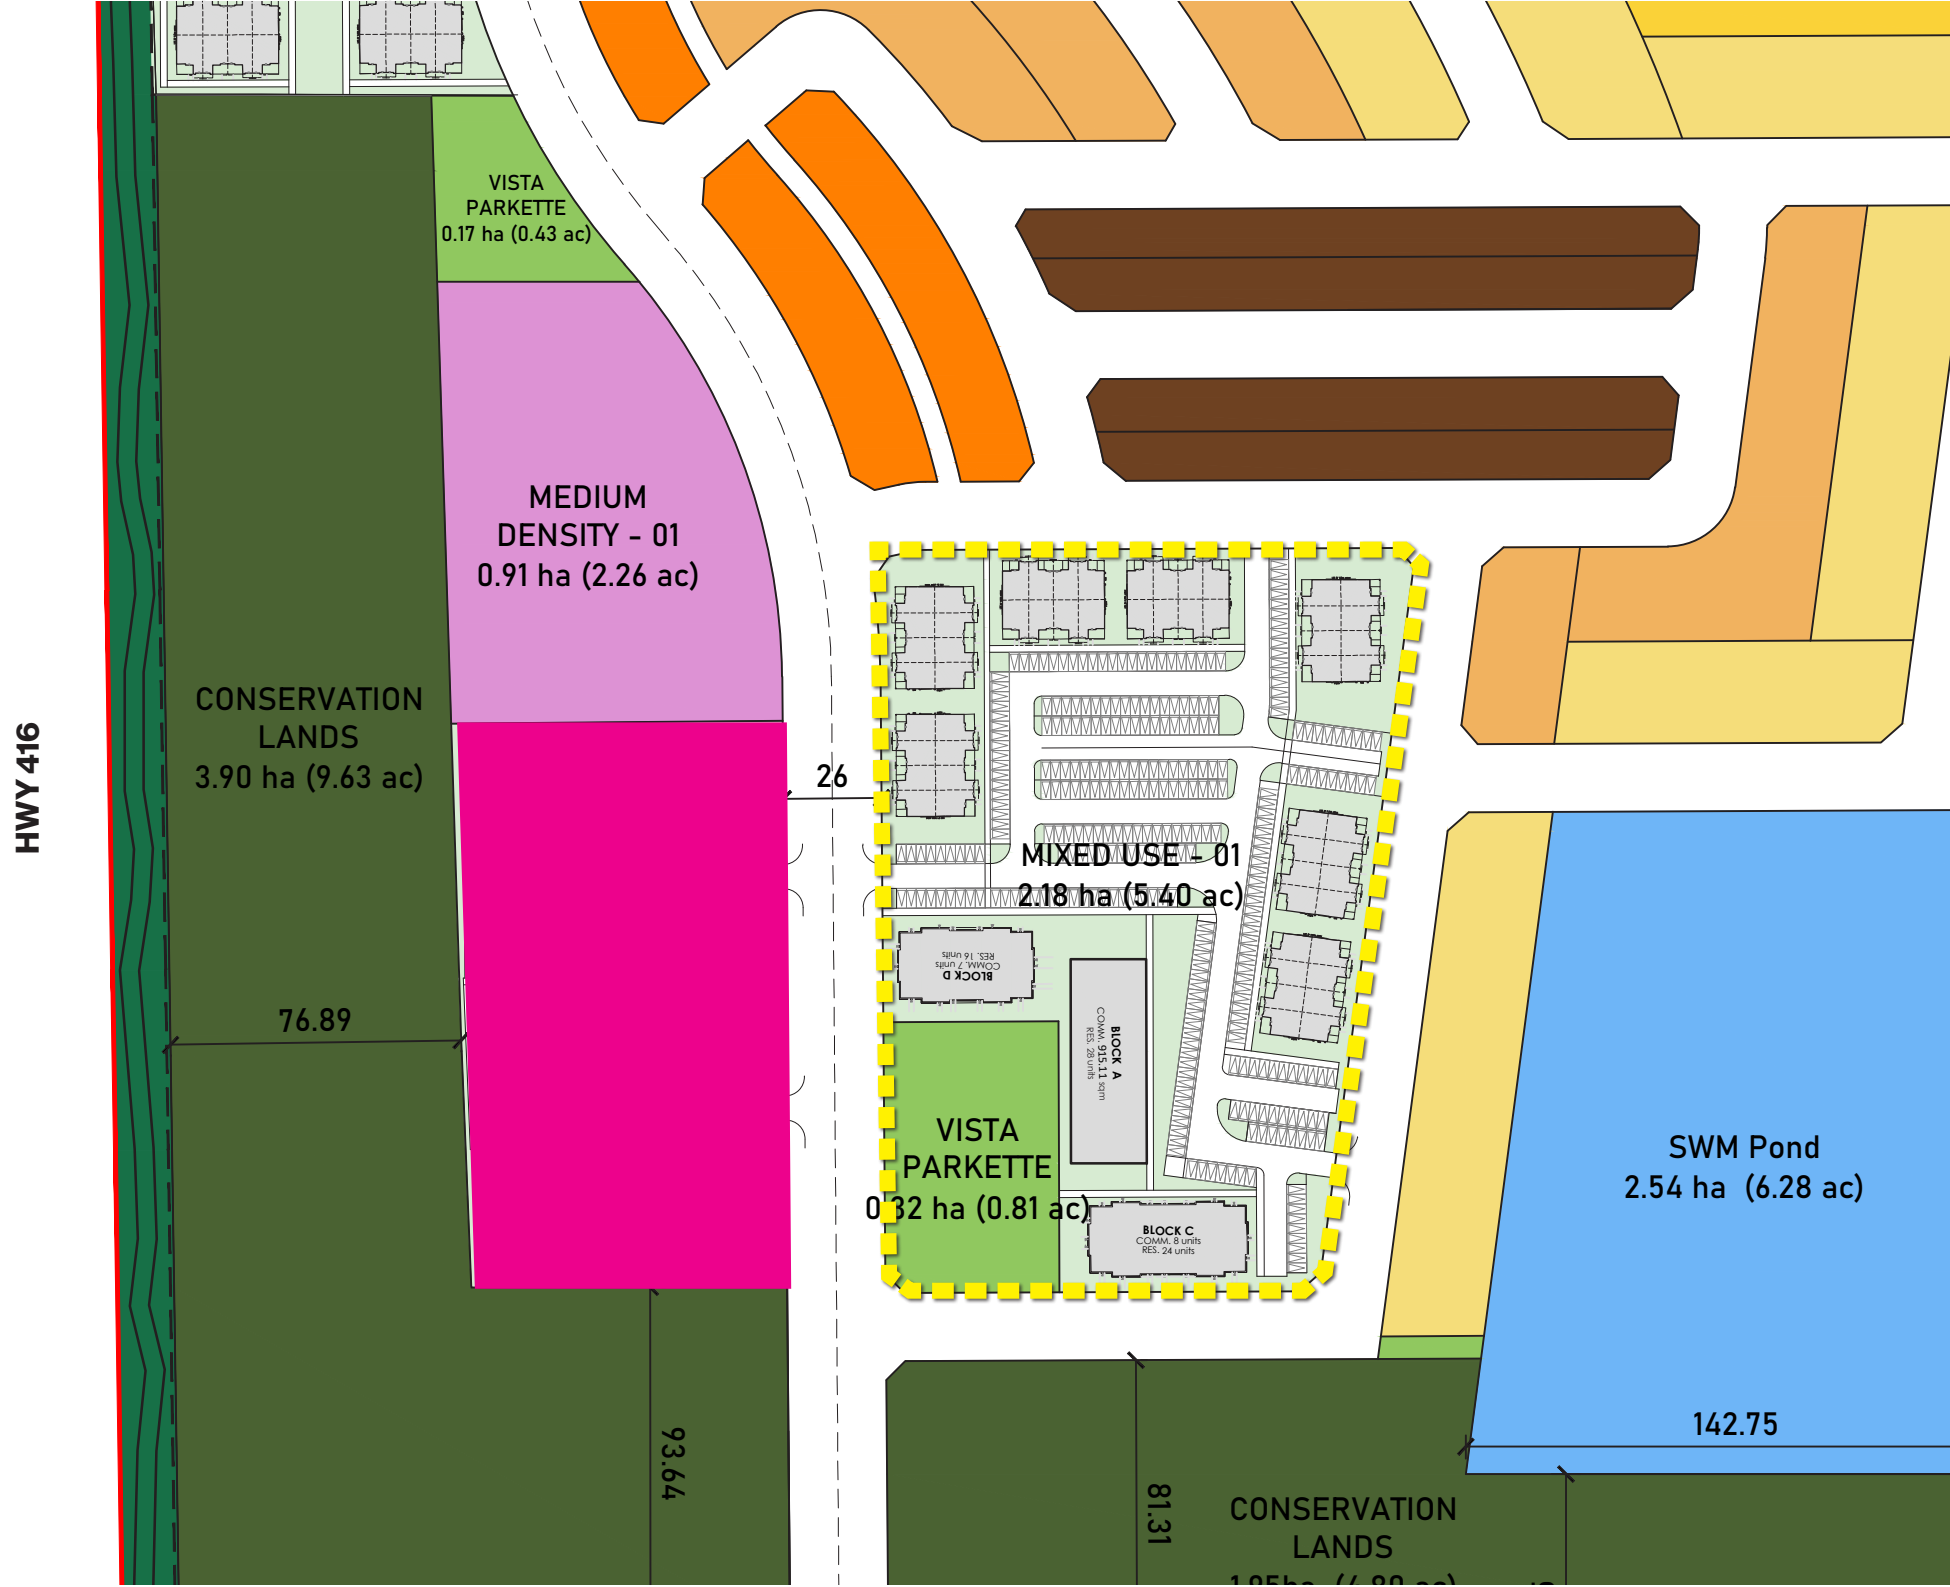 VISTA
PARKETTE
0.17 ha (0.43 ac)
MEDIUM
DENSITY - 01
0.91 ha (2.26 ac)
CONSERVATION
LANDS
3.90 ha (9.63 ac)
HWY 416
26
MIXED USE - 01
2.18 ha (5.40 ac)
BLOCK D
COMM. 7 units
RES. 16 units
76.89
BLOCK A
COMM. 915.11 sqm
RES. 28 units
VISTA
PARKETTE
0.32 ha (0.81 ac)
BLOCK C
COMM. 8 units
RES. 24 units
SWM Pond
2.54 ha (6.28 ac)
142.75
93.64
81.31
CONSERVATION
LANDS